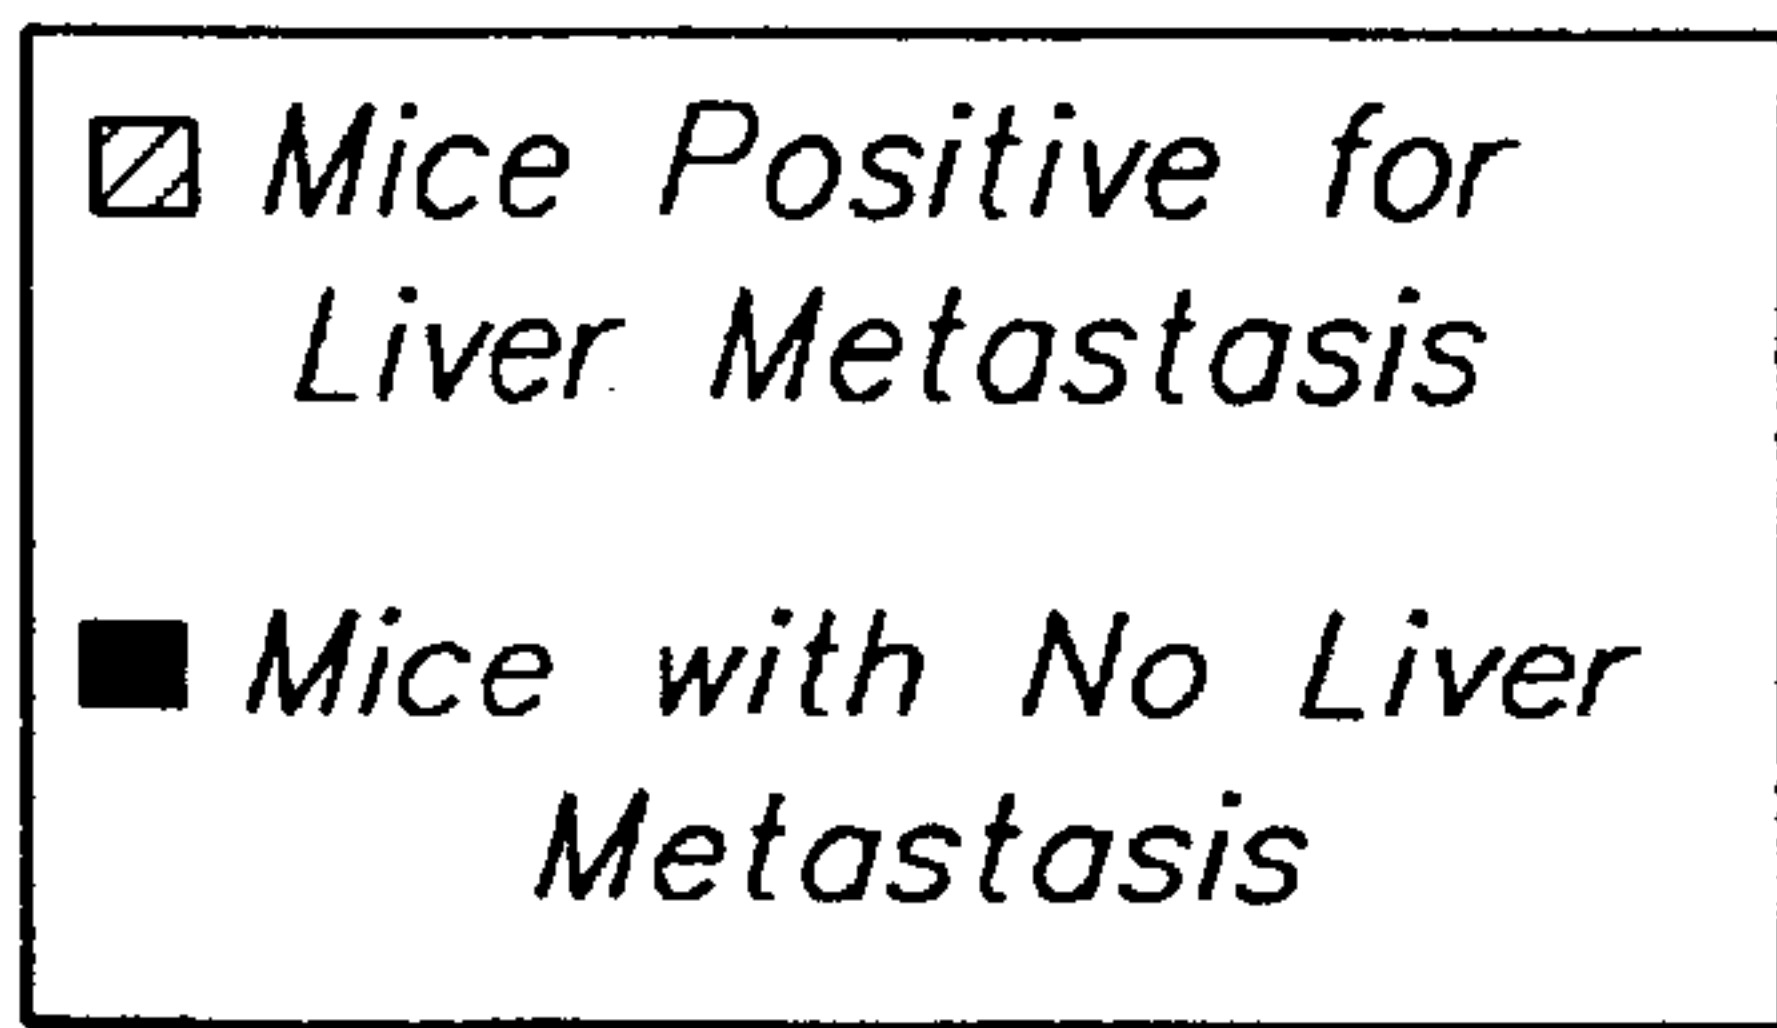 Mice Positive for
Liver Metastasis
Mice with No Liver
Metastasis